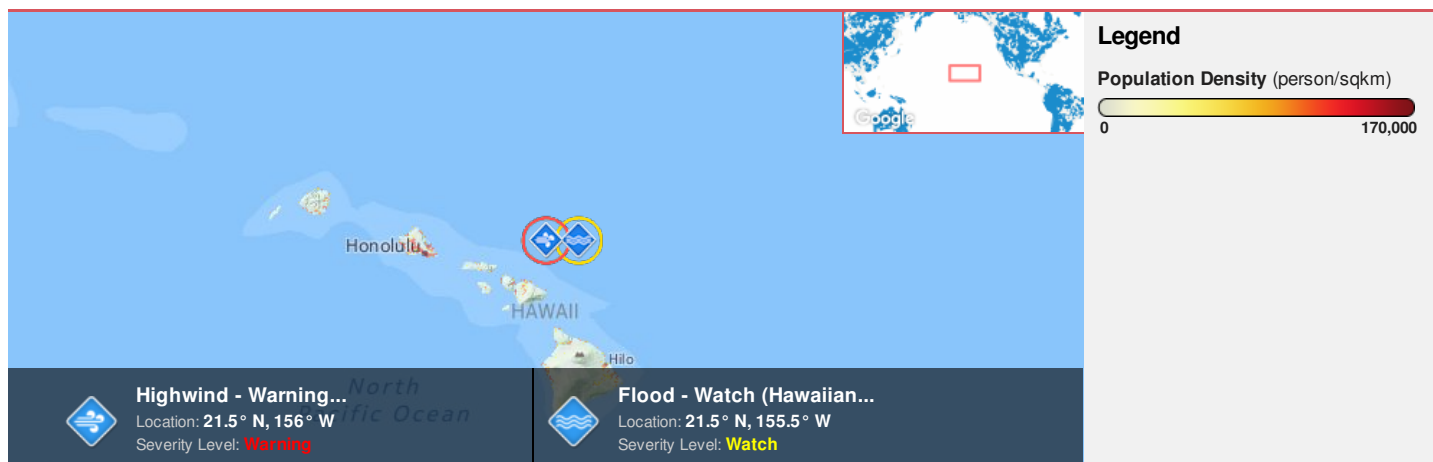 Google
Legend
Population Density (person/sqkm)
0 170,000
Honolulu
HAWAII
Hilo
North
Pacific Ocean
Highwind - Warning...
Location: 21.5° N, 156° W
Severity Level: Warning
Flood - Watch (Hawaiian...
Location: 21.5° N, 155.5° W
Severity Level: Watch